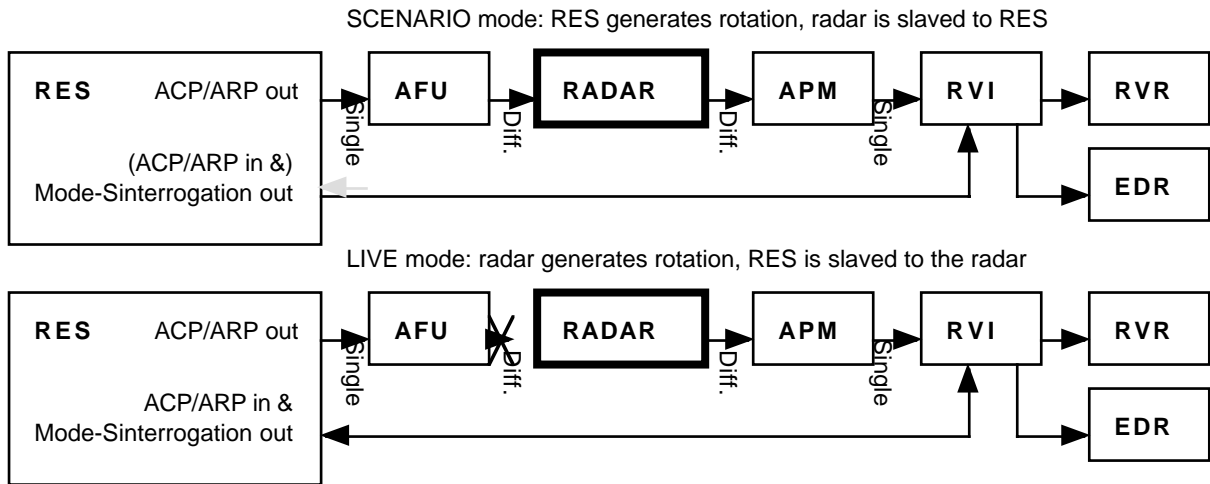 SCENARIO mode: RES generates rotation, radar is slaved to RES
RES ACP/ARP out
Single
AFU
Diff.
RADAR
Diff.
APM
Single
RVI
RVR
(ACP/ARP in &)
Mode-Sinterrogation out
EDR
LIVE mode: radar generates rotation, RES is slaved to the radar
RES ACP/ARP out
Single
AFU
Diff.
RADAR
Diff.
APM
Single
RVI
RVR
ACP/ARP in &
Mode-Sinterrogation out
EDR